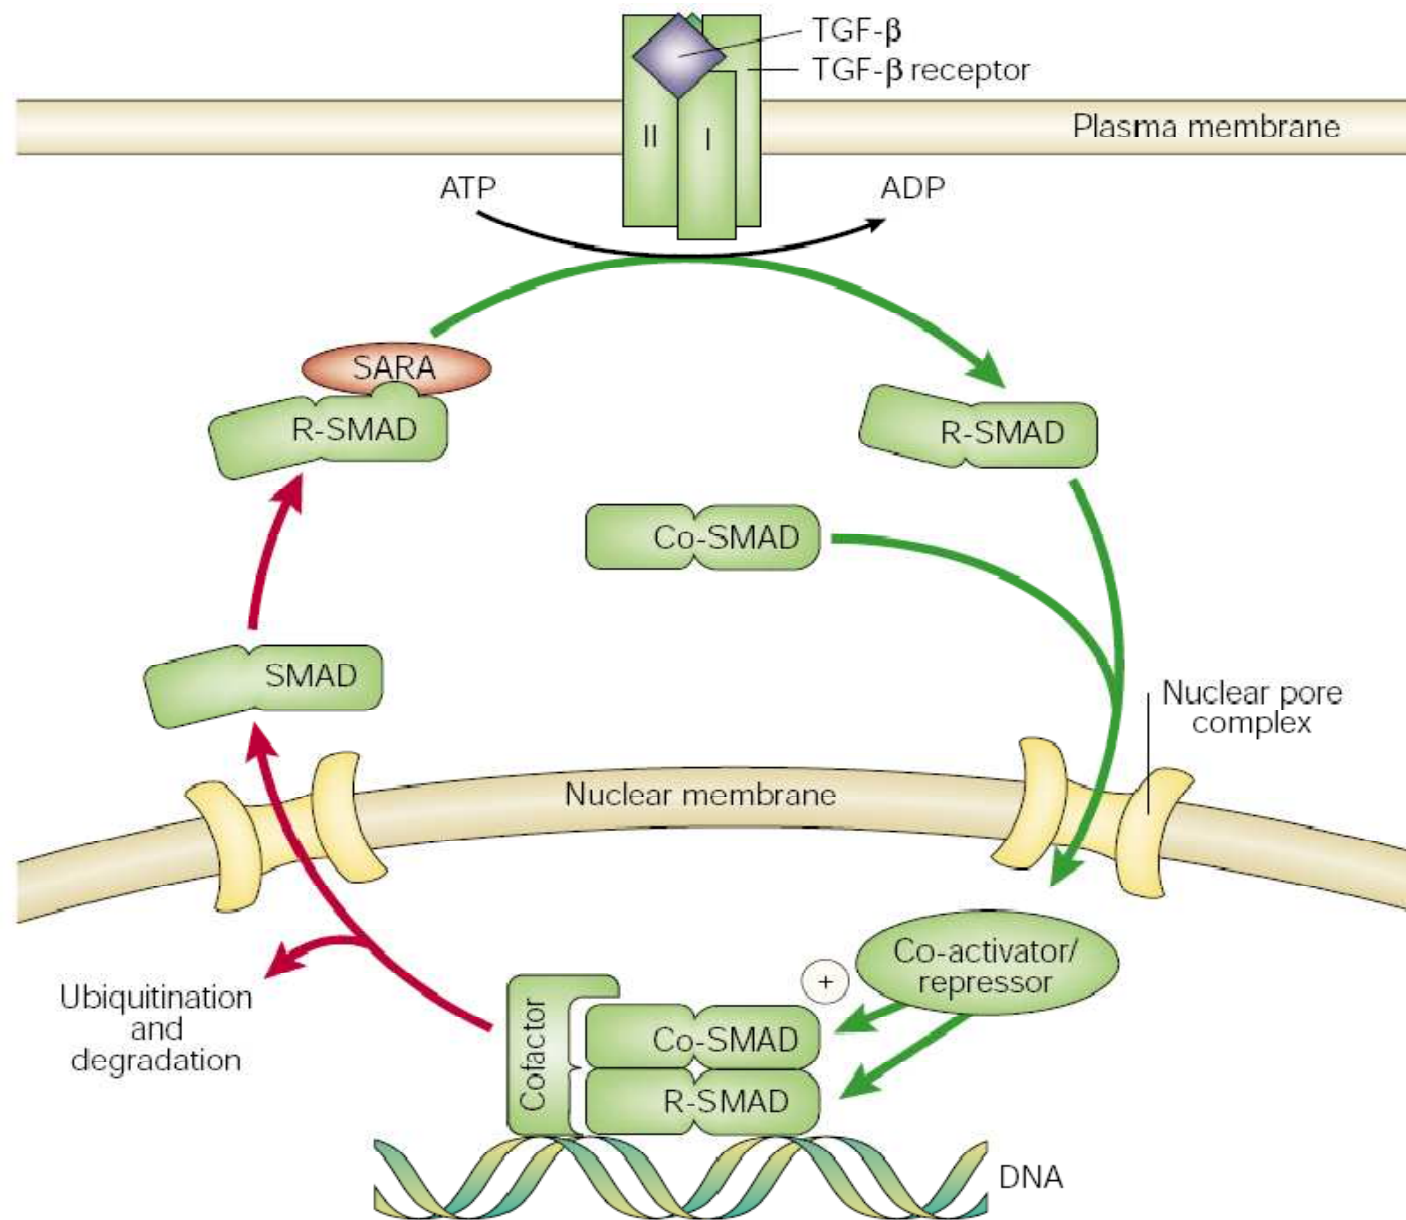 TGF-β
TGF-β receptor
Plasma membrane
II
I
ATP
ADP
SARA
R-SMAD
R-SMAD
Co-SMAD
SMAD
Nuclear pore
complex
Nuclear membrane
Co-activator/
repressor
+
Ubiquitination
and
degradation
Cofactor
Co-SMAD
R-SMAD
DNA